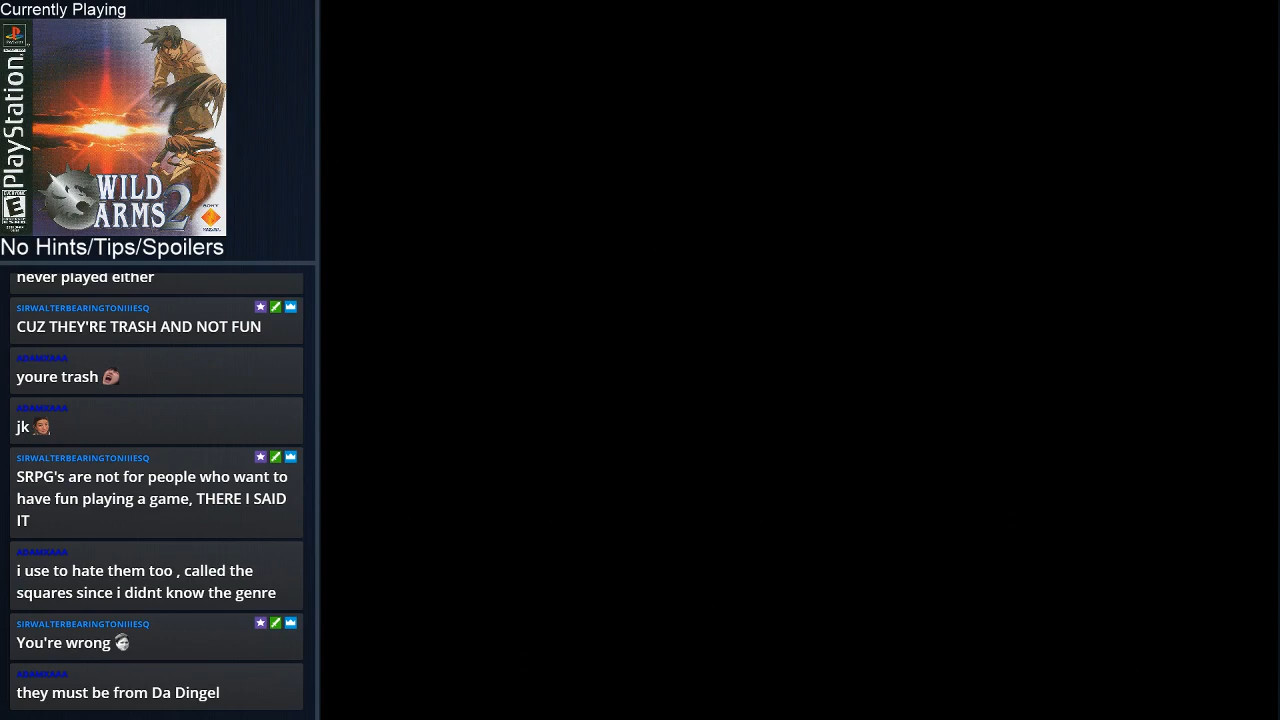 Currently Playing
PlayStation
WILD
ARMS 2
No Hints/Tips/Spoilers
never played either
SIRWALTERBEARINGTONIIIESQ
CUZ THEY'RE TRASH AND NOT FUN
youre trash
jk
SIRWALTERBEARINGTONIIIESQ
SRPG's are not for people who want to
have fun playing a game, THERE I SAID
IT
i use to hate them too , called the
squares since i didnt know the genre
SIRWALTERBEARINGTONIIIESQ
You're wrong
they must be from Da Dingel